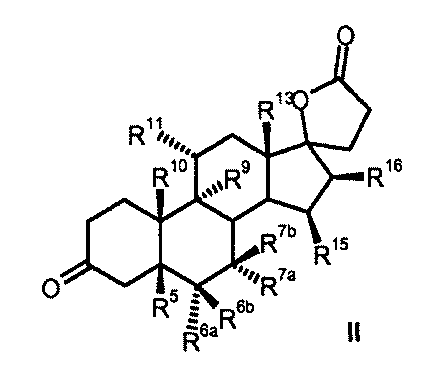 O
R¹³ O
R¹¹
R¹⁰
R⁹ R¹⁶
R⁷ᵇ
R¹⁵
O R⁷ᵃ
R⁵ R⁶ᵇ
R⁶ᵃ
II